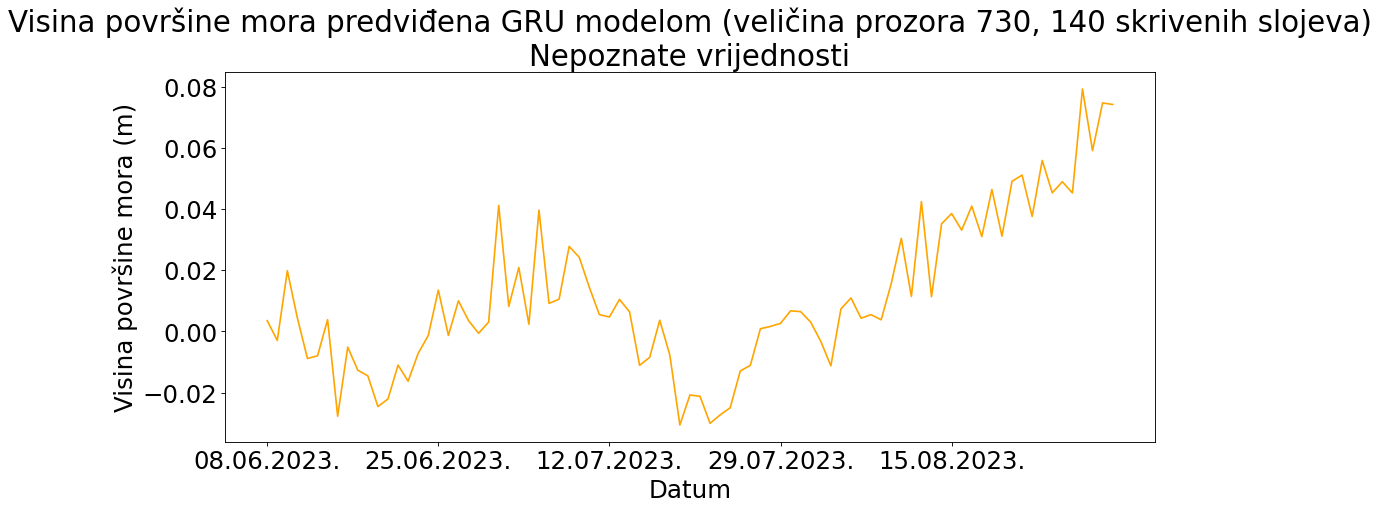 Visina površine mora predviđena GRU modelom (veličina prozora 730, 140 skrivenih slojeva)
Nepoznate vrijednosti
Visina površine mora (m)
0.08
0.06
0.04
0.02
0.00
−0.02
08.06.2023. 25.06.2023. 12.07.2023. 29.07.2023. 15.08.2023.
Datum